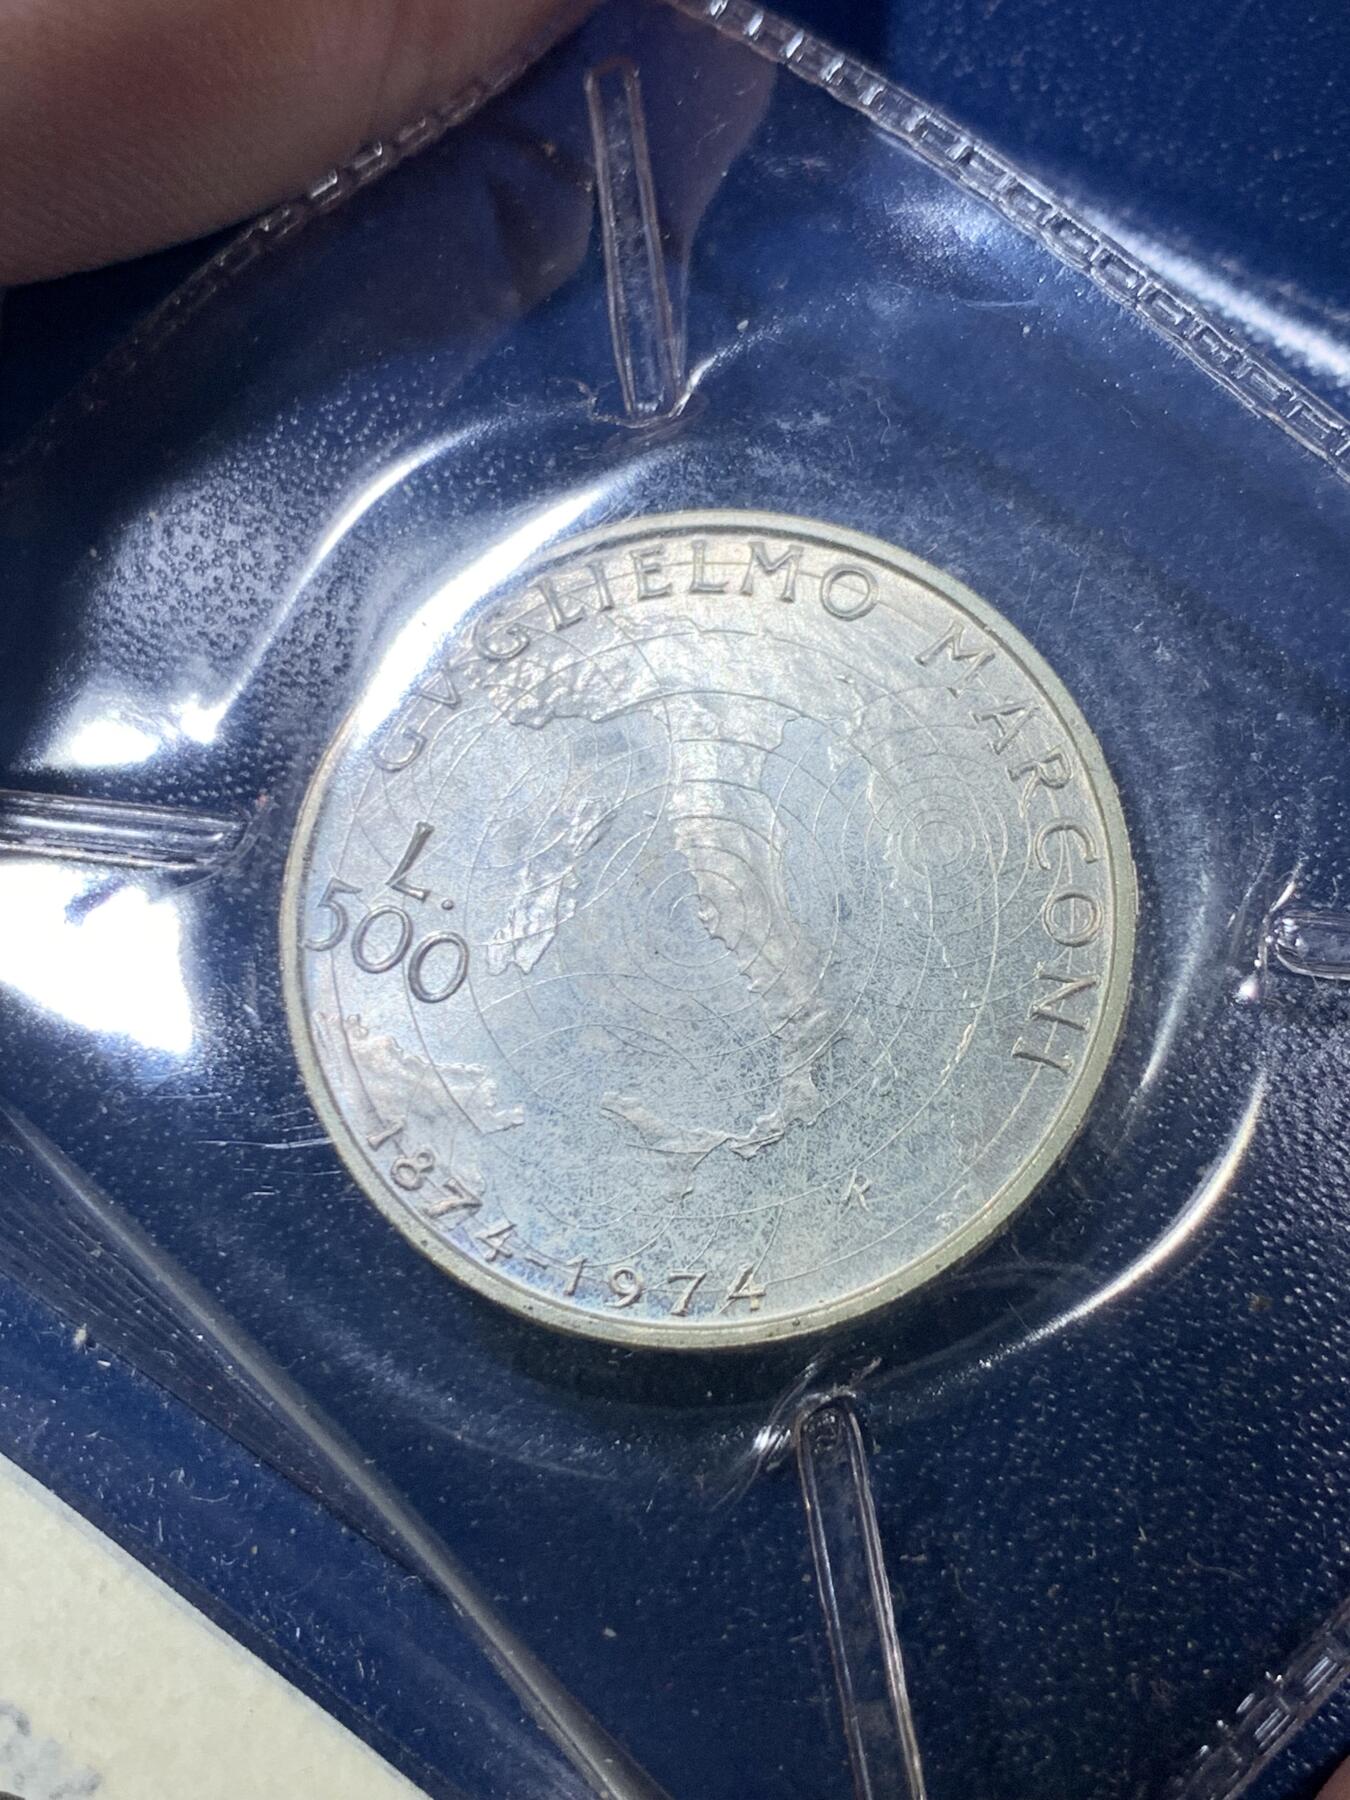 GVGLIELMO MARCONI
L.
500
R
1874-1974